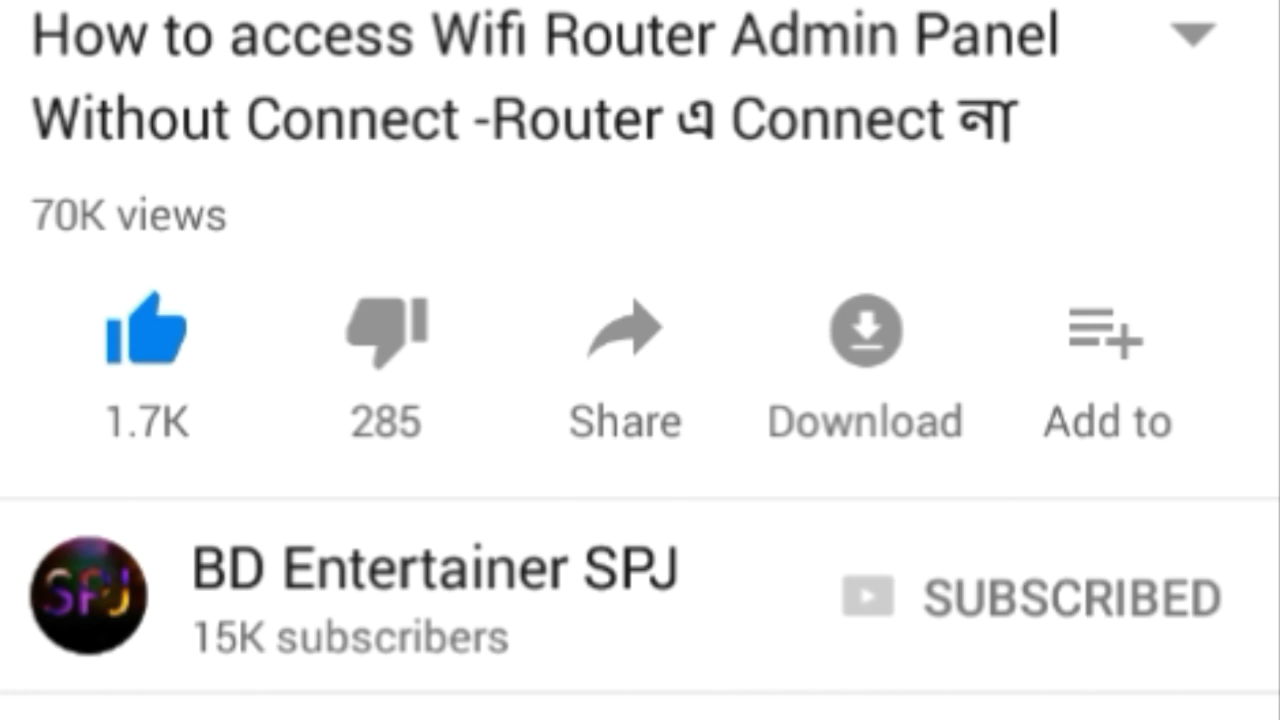 How to access Wifi Router Admin Panel
Without Connect -Router এ Connect না
70K views
1.7K
285
Share
Download
Add to
SPJ
BD Entertainer SPJ
SUBSCRIBED
15K subscribers